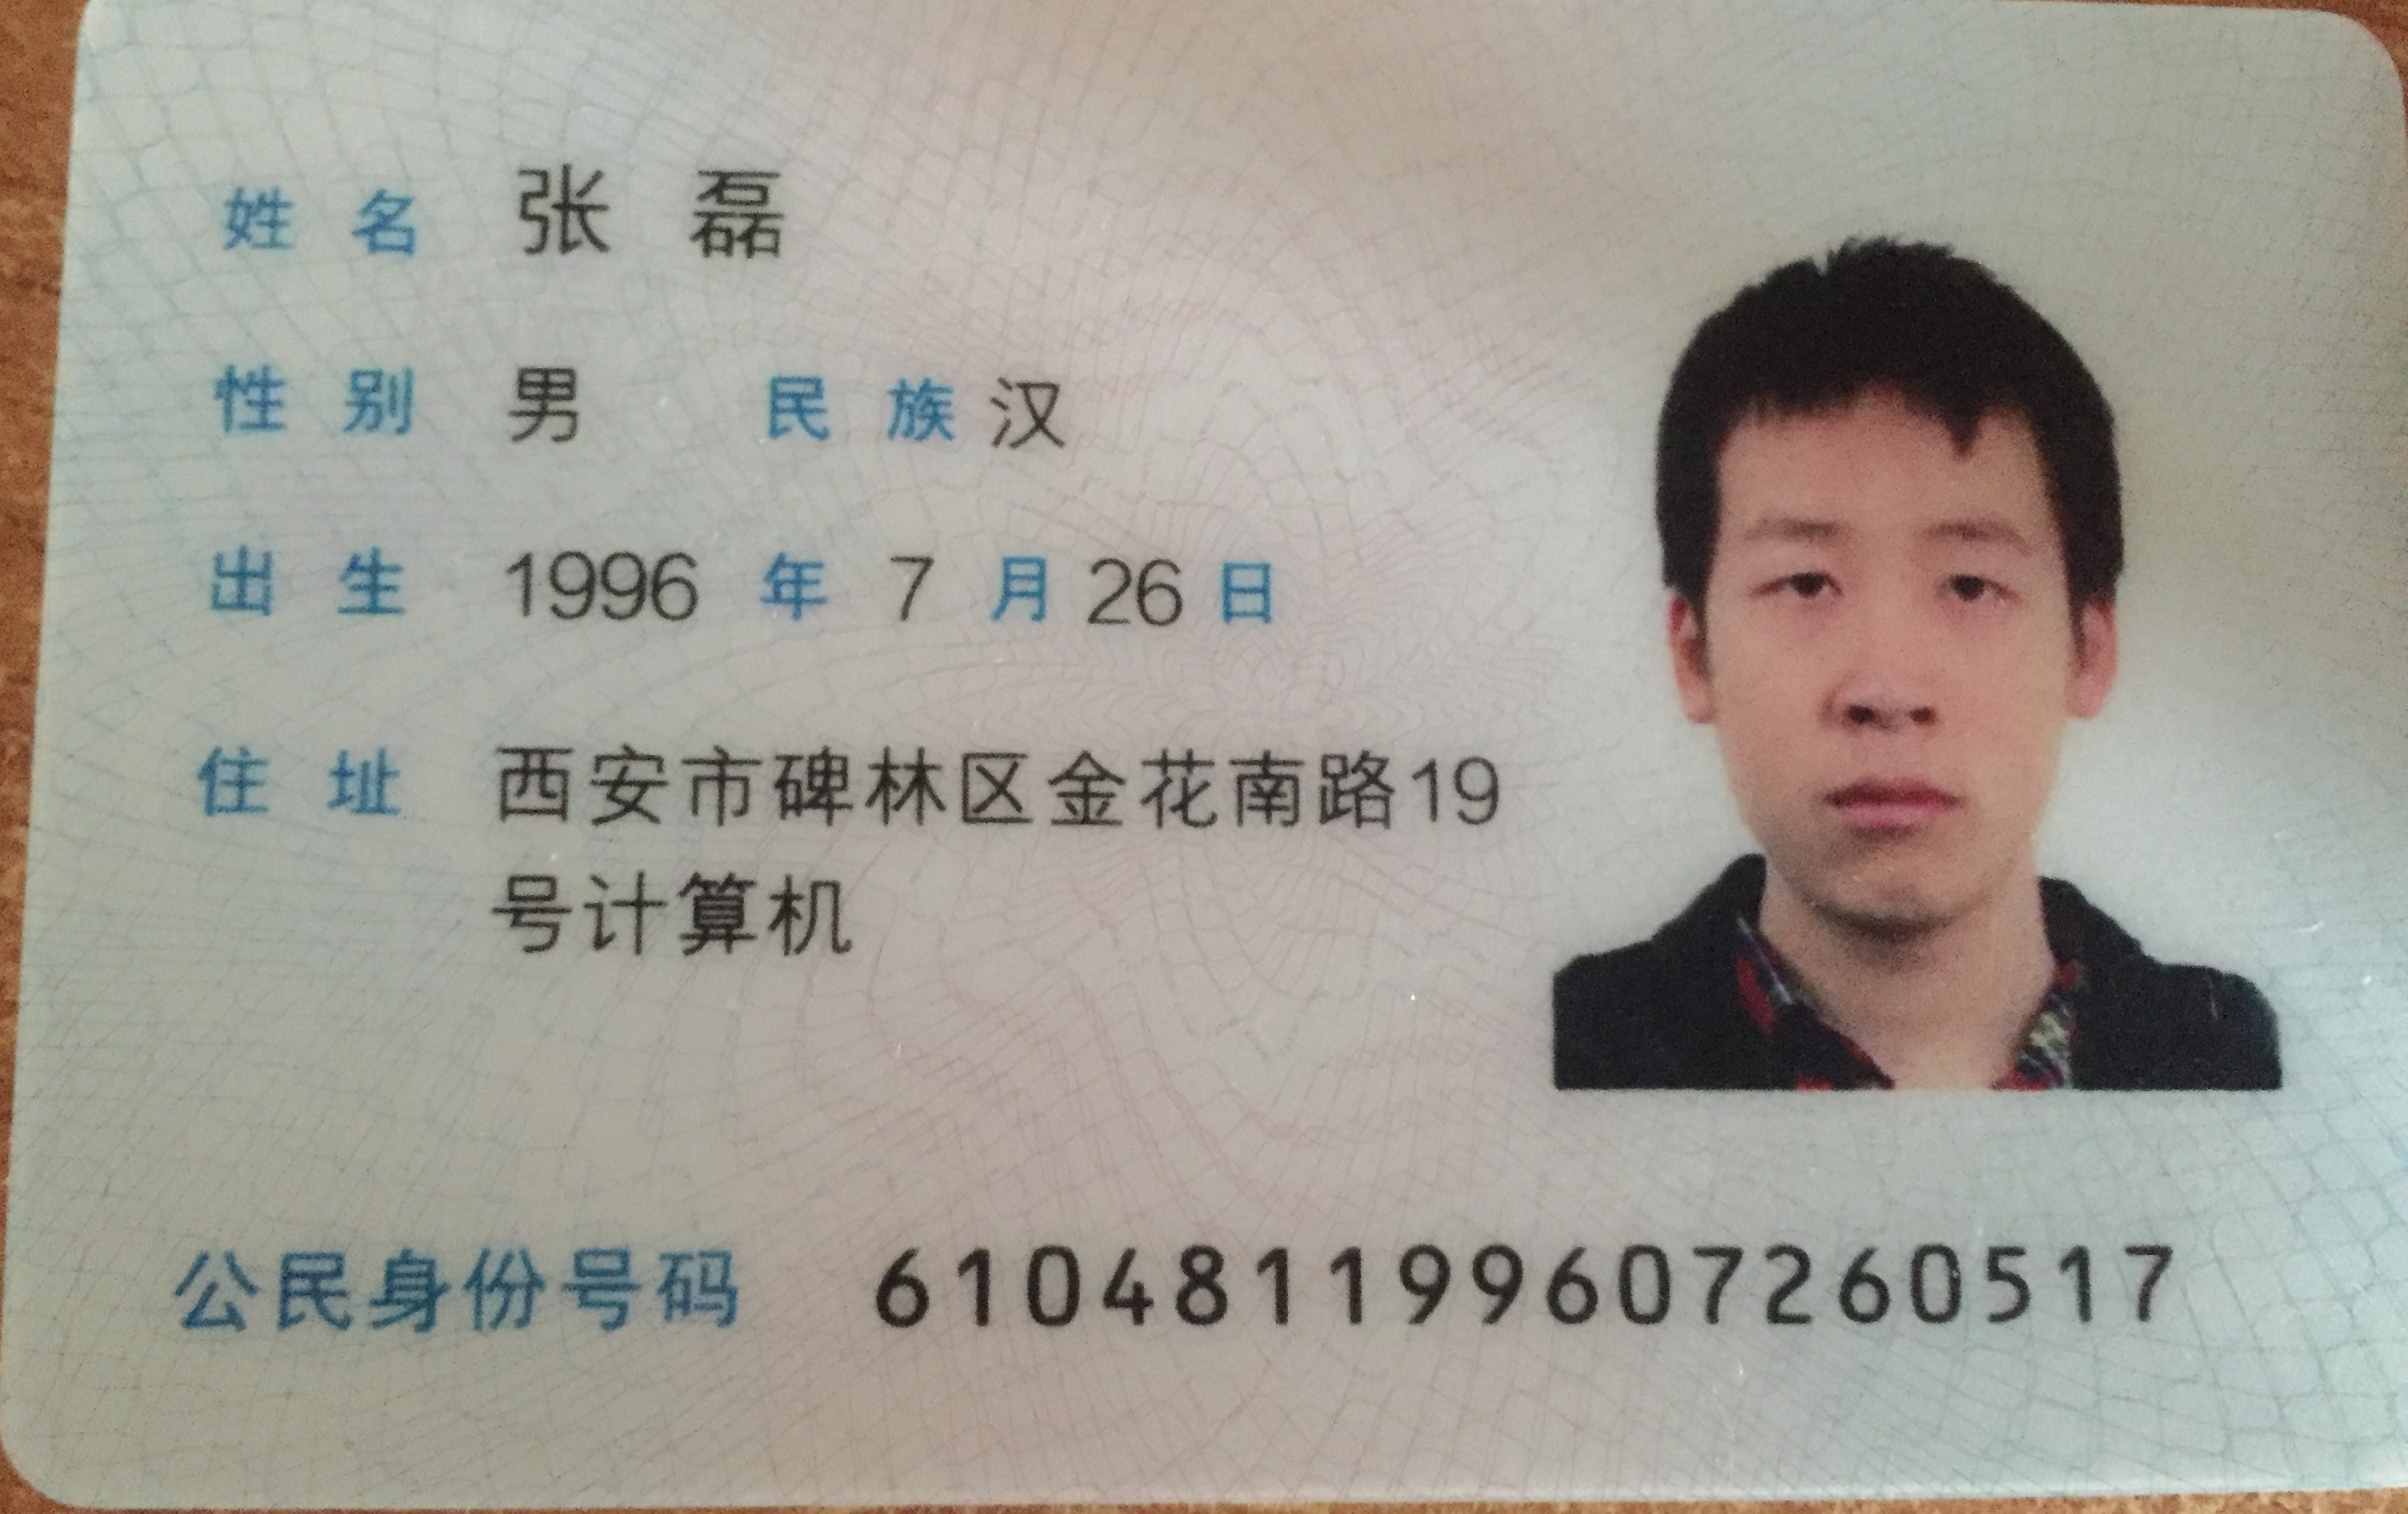 姓名 张磊
性别 男 民族 汉
出生 1996 年 7 月 26 日
住址 西安市碑林区金花南路19
号计算机
公民身份号码 610481199607260517